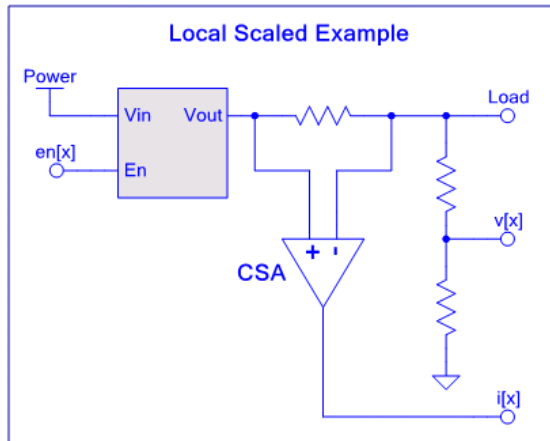 Local Scaled Example
Power
Vin
Vout
Load
en[x]
En
v[x]
+ -
CSA
i[x]